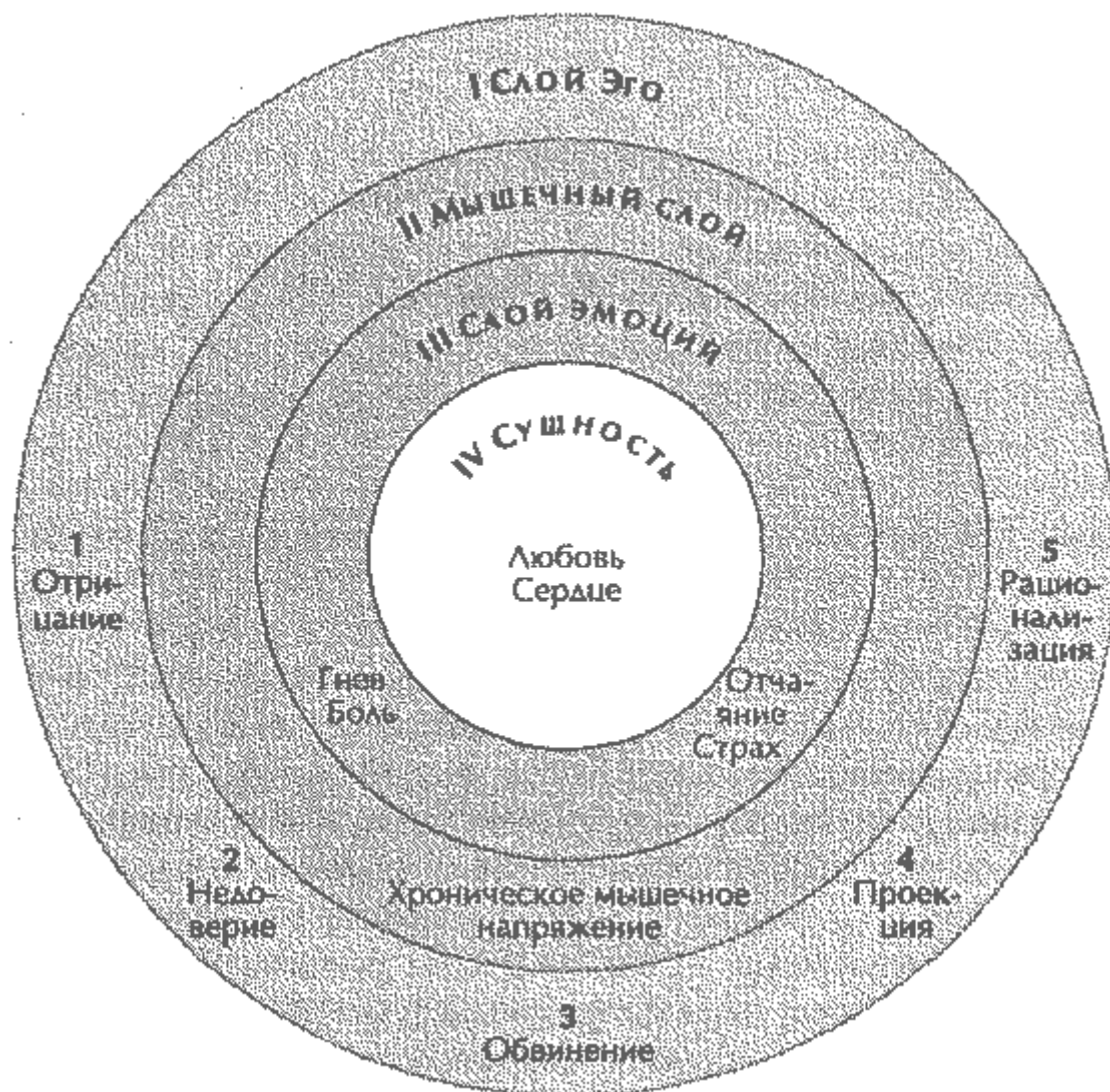 I Слой Эго
II Мышечный слой
III Слой эмоций
IV Сущность
Любовь
Сердце
1
Отри-
цание
5
Рацио-
нали-
зация
Гнев
Боль
Отча-
яние
Страх
2
Недо-
верие
Хроническое мышечное
напряжение
4
Проек-
ция
3
Обвинение